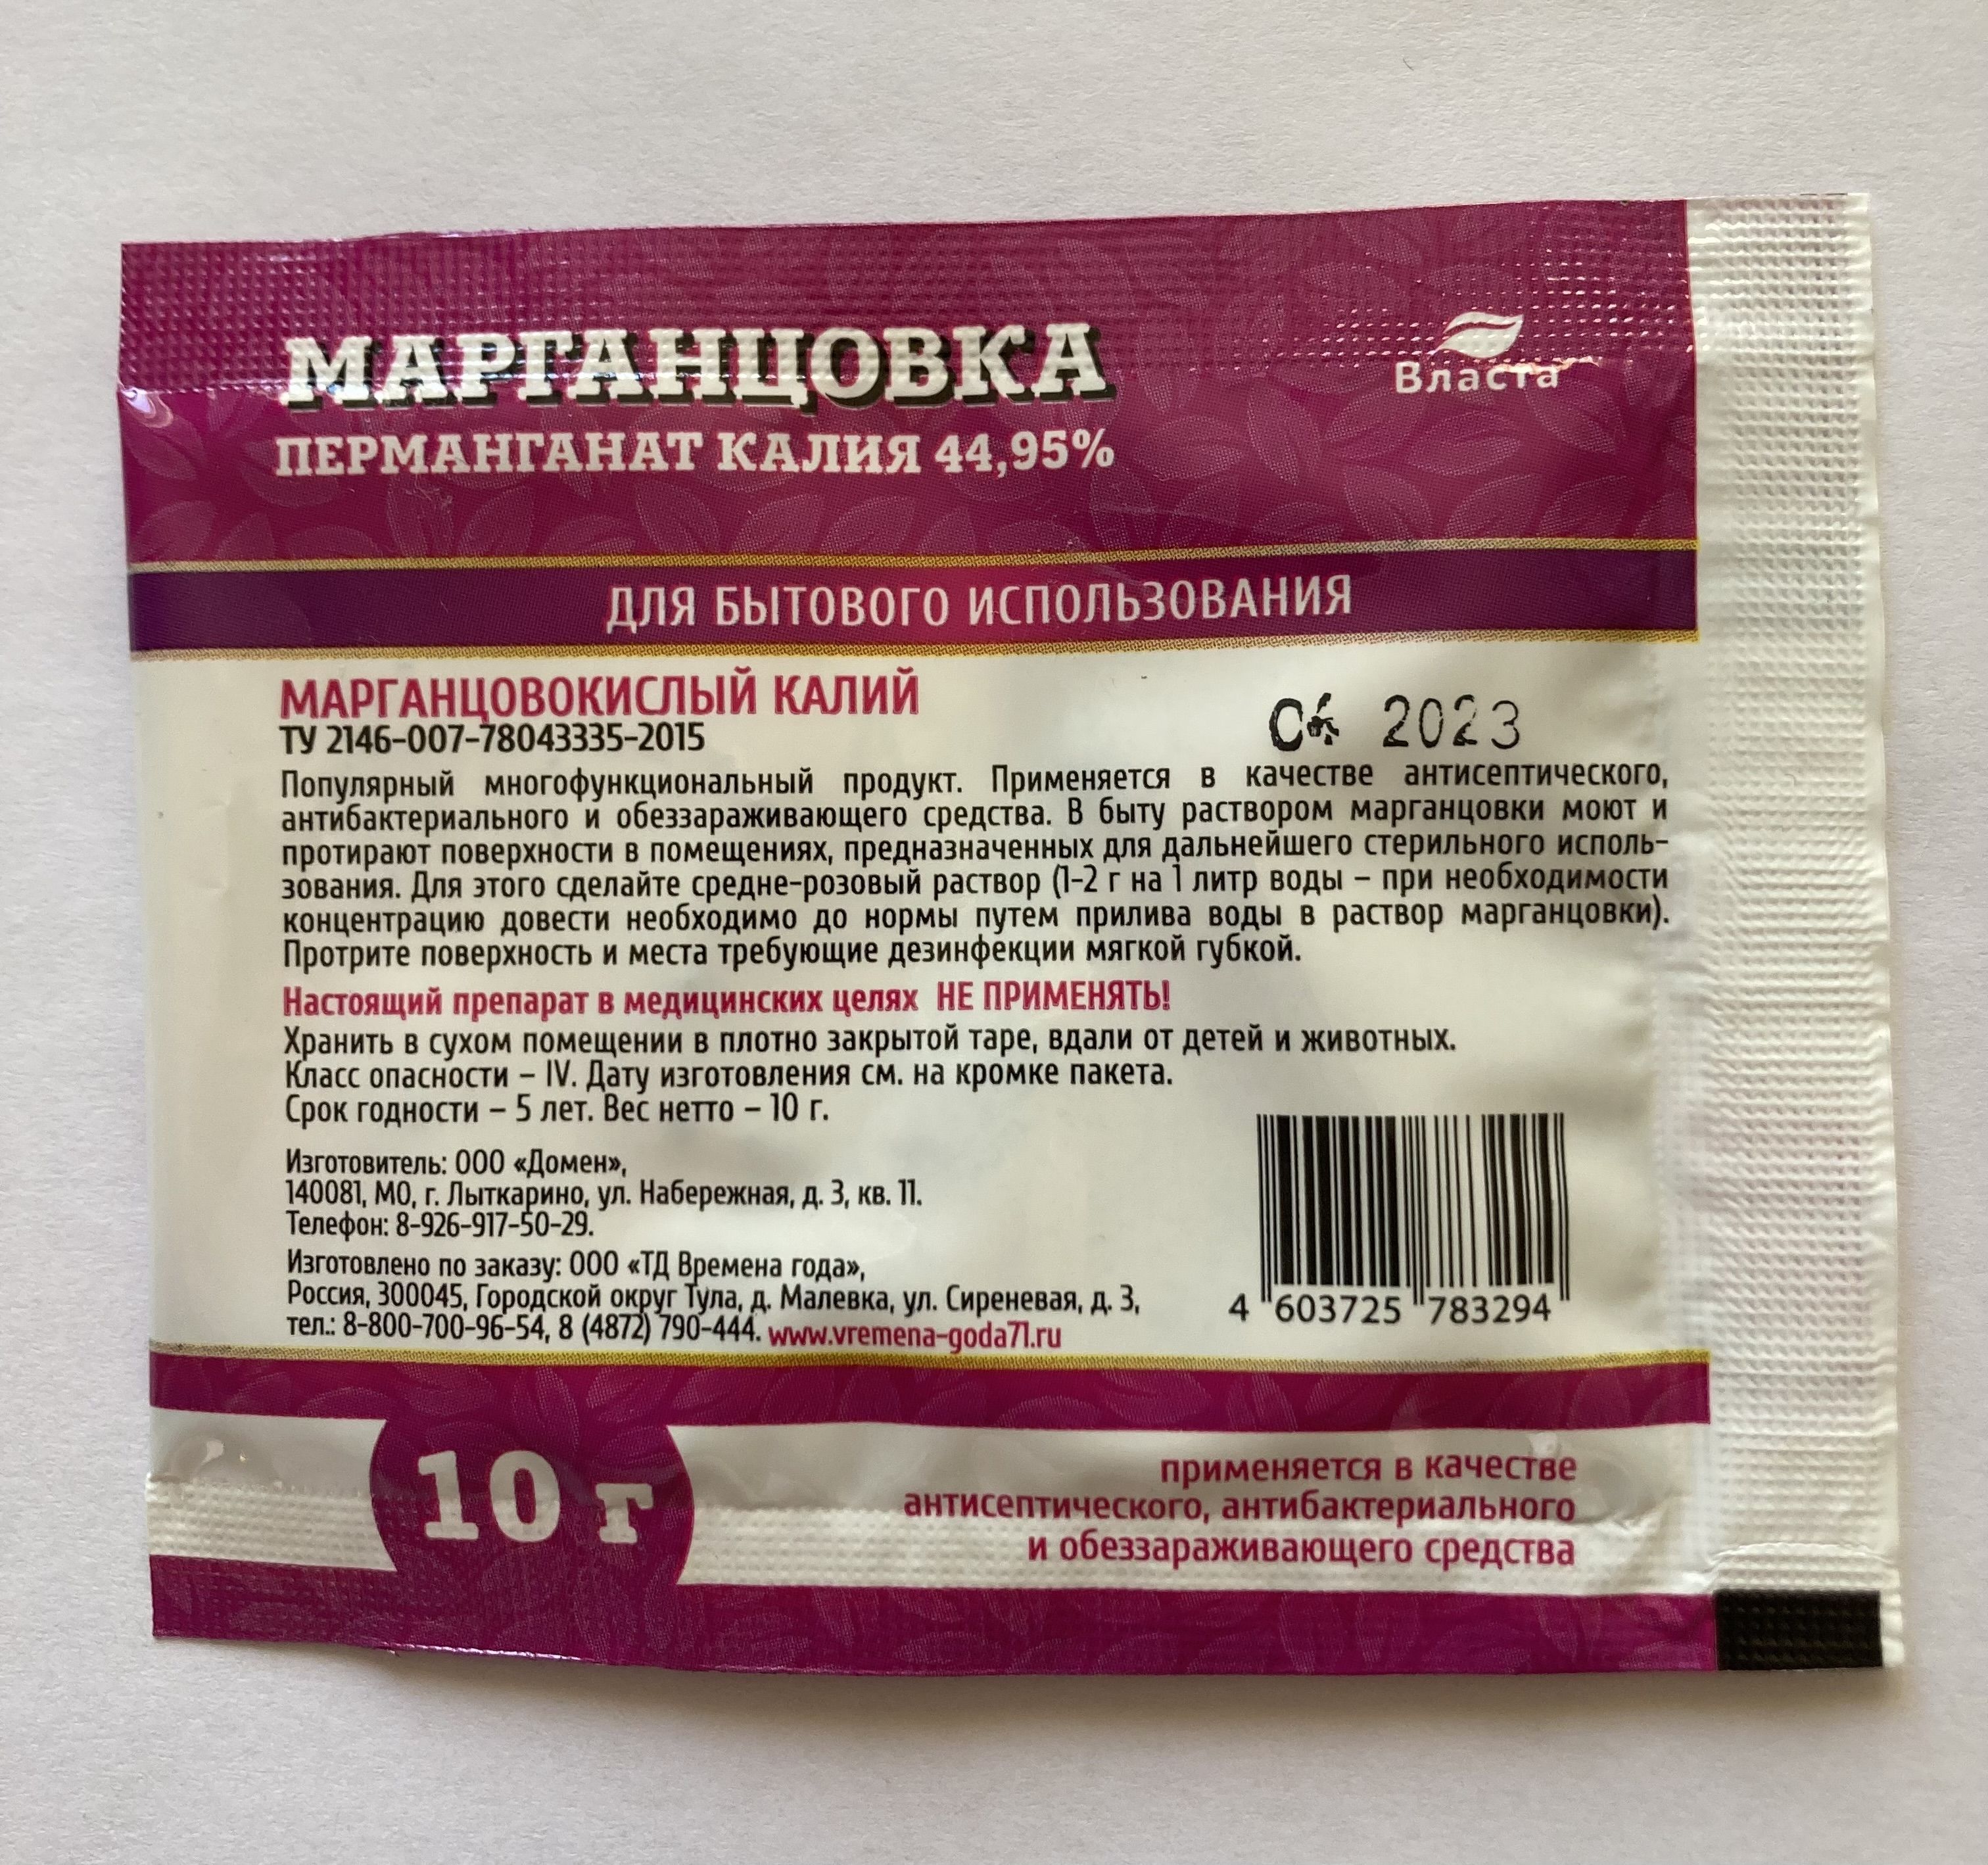 МАРГАНЦОВКА
Власта
ПЕРМАНГАНАТ КАЛИЯ 44,95%
ДЛЯ БЫТОВОГО ИСПОЛЬЗОВАНИЯ
МАРГАНЦОВОКИСЛЫЙ КАЛИЙ
2023
ТУ 2146-007-78043335-2015
Популярный многофункциональный продукт. Применяется в качестве антисептического,
антибактериального и обеззараживающего средства. В быту раствором марганцовки моют и
протирают поверхности в помещениях, предназначенных для дальнейшего стерильного исполь-
зования. Для этого сделайте средне-розовый раствор (1-2 г на 1 литр воды – при необходимости
концентрацию довести необходимо до нормы путем прилива воды в раствор марганцовки).
Протрите поверхность и места требующие дезинфекции мягкой губкой.
Настоящий препарат в медицинских целях НЕ ПРИМЕНЯТЬ!
Хранить в сухом помещении в плотно закрытой таре, вдали от детей и животных.
Класс опасности – IV. Дату изготовления см. на кромке пакета.
Срок годности – 5 лет. Вес нетто – 10 г.
Изготовитель: ООО «Домен»,
140081, МО, г. Лыткарино, ул. Набережная, д. 3, кв. 11.
Телефон: 8-926-917-50-29.
Изготовлено по заказу: ООО «ТД Времена года»,
Россия, 300045, Городской округ Тула, д. Малевка, ул. Сиреневая, д. 3,
тел.: 8-800-700-96-54, 8 (4872) 790-444. www.vremena-goda71.ru
4 603725 783294
10 г
применяется в качестве
антисептического, антибактериального
и обеззараживающего средства